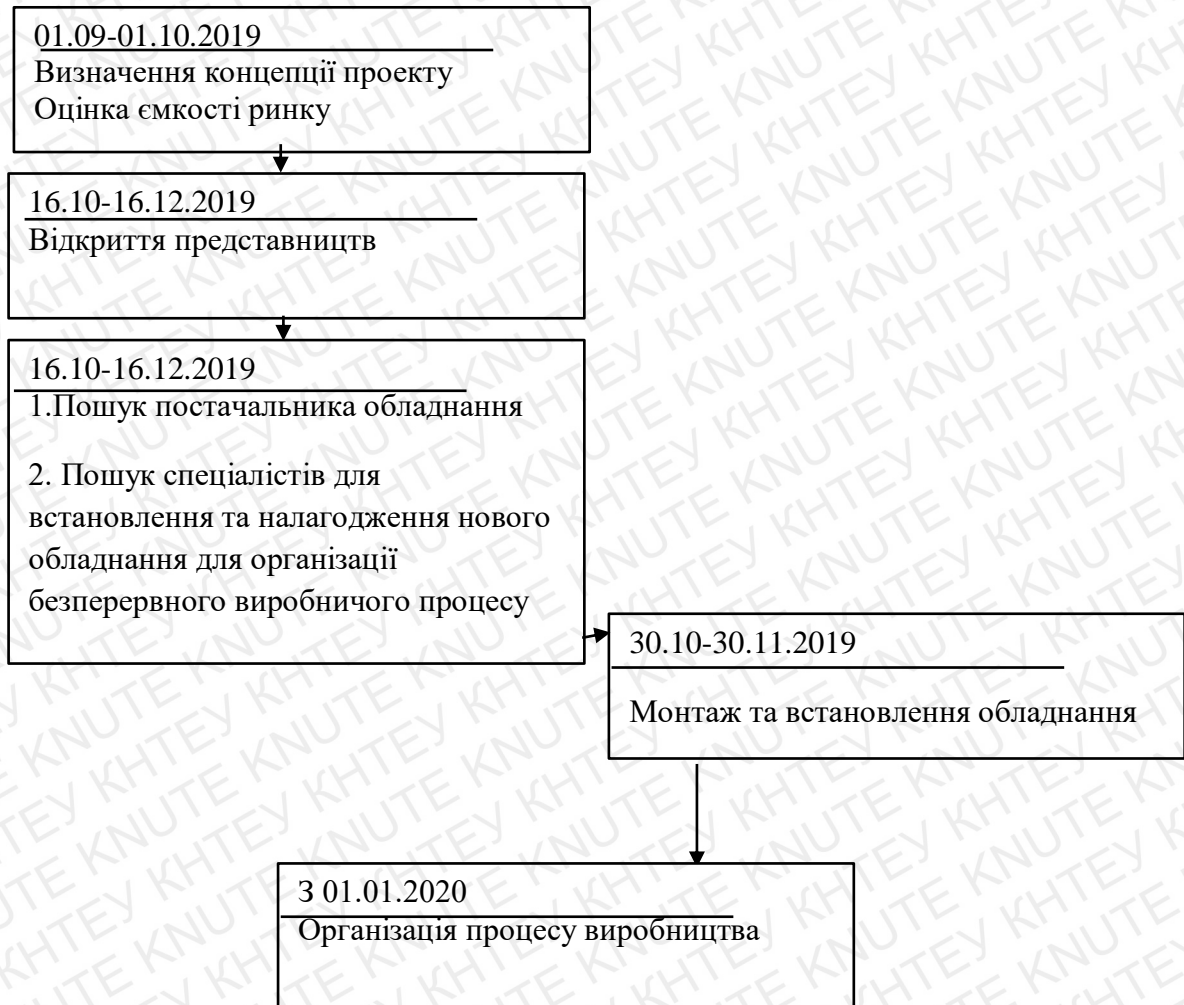 01.09-01.10.2019
Визначення концепції проекту
Оцінка ємкості ринку
16.10-16.12.2019
Відкриття представництв
16.10-16.12.2019
1.Пошук постачальника обладнання
2. Пошук спеціалістів для
встановлення та налагодження нового
обладнання для організації
безперервного виробничого процесу
30.10-30.11.2019
Монтаж та встановлення обладнання
З 01.01.2020
Організація процесу виробництва